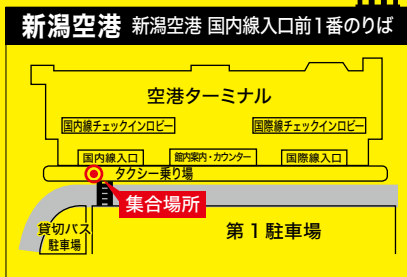 新潟空港 新潟空港 国内線入口前1番のりば
空港ターミナル
国内線チェックインロビー 国際線チェックインロビー
国内線入口 館内案内・カウンター 国際線入口
タクシー乗り場
集合場所
貸切バス
駐車場
第1駐車場